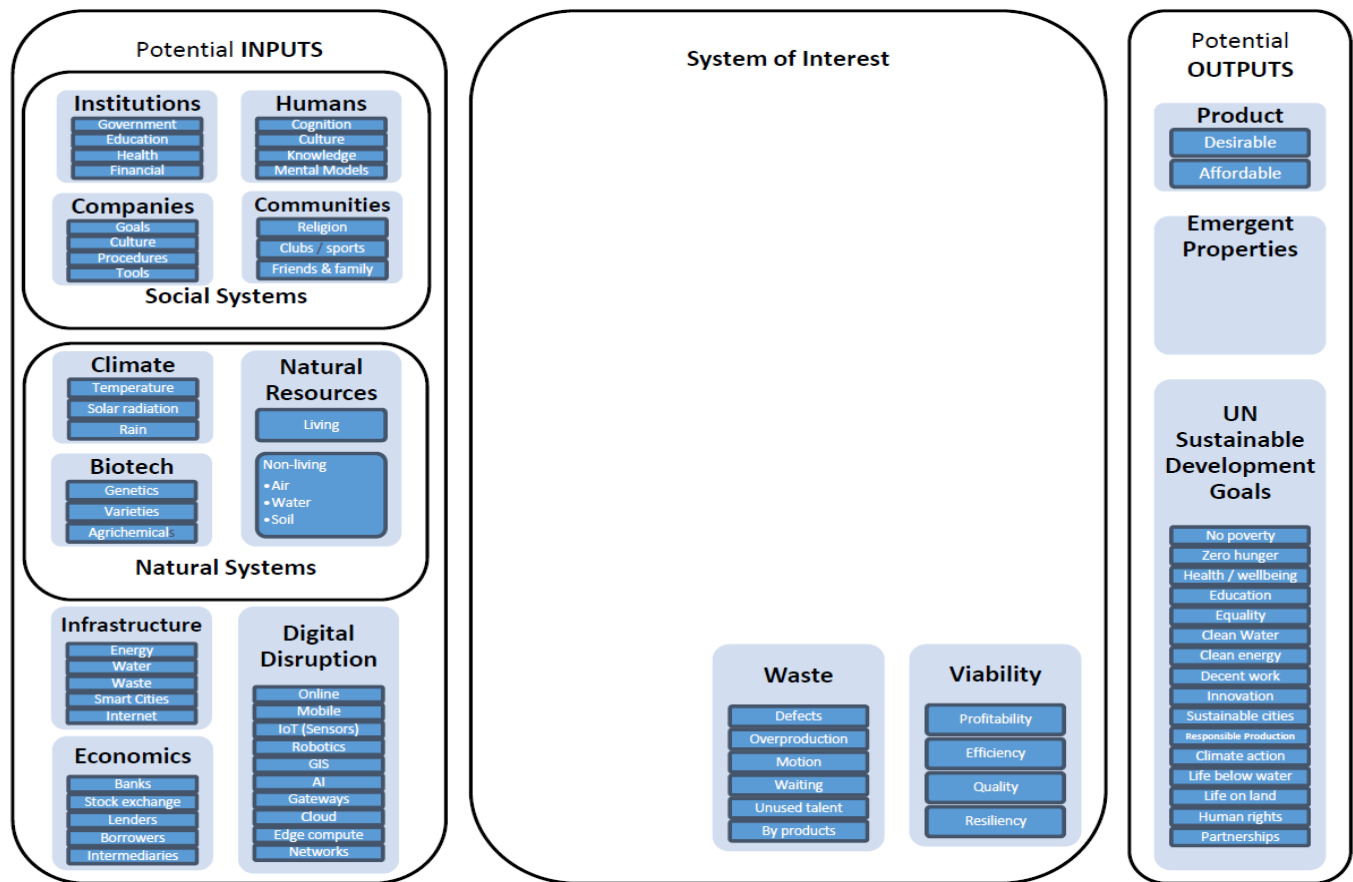 Potential INPUTS
Institutions
Government
Education
Health
Financial
Humans
Cognition
Culture
Knowledge
Mental Models
Companies
Goals
Culture
Procedures
Tools
Communities
Religion
Clubs / sports
Friends & family
Social Systems
Climate
Temperature
Solar radiation
Rain
Natural
Resources
Living
Non-living
•Air
•Water
•Soil
Biotech
Genetics
Varieties
Agrichemicals
Natural Systems
Infrastructure
Energy
Water
Waste
Smart Cities
Internet
Digital
Disruption
Online
Mobile
IoT (Sensors)
Robotics
GIS
AI
Gateways
Cloud
Edge compute
Networks
Economics
Banks
Stock exchange
Lenders
Borrowers
Intermediaries
System of Interest
Waste
Defects
Overproduction
Motion
Waiting
Unused talent
By products
Viability
Profitability
Efficiency
Quality
Resiliency
Potential
OUTPUTS
Product
Desirable
Affordable
Emergent
Properties
UN
Sustainable
Development
Goals
No poverty
Zero hunger
Health / wellbeing
Education
Equality
Clean Water
Clean energy
Decent work
Innovation
Sustainable cities
Responsible Production
Climate action
Life below water
Life on land
Human rights
Partnerships